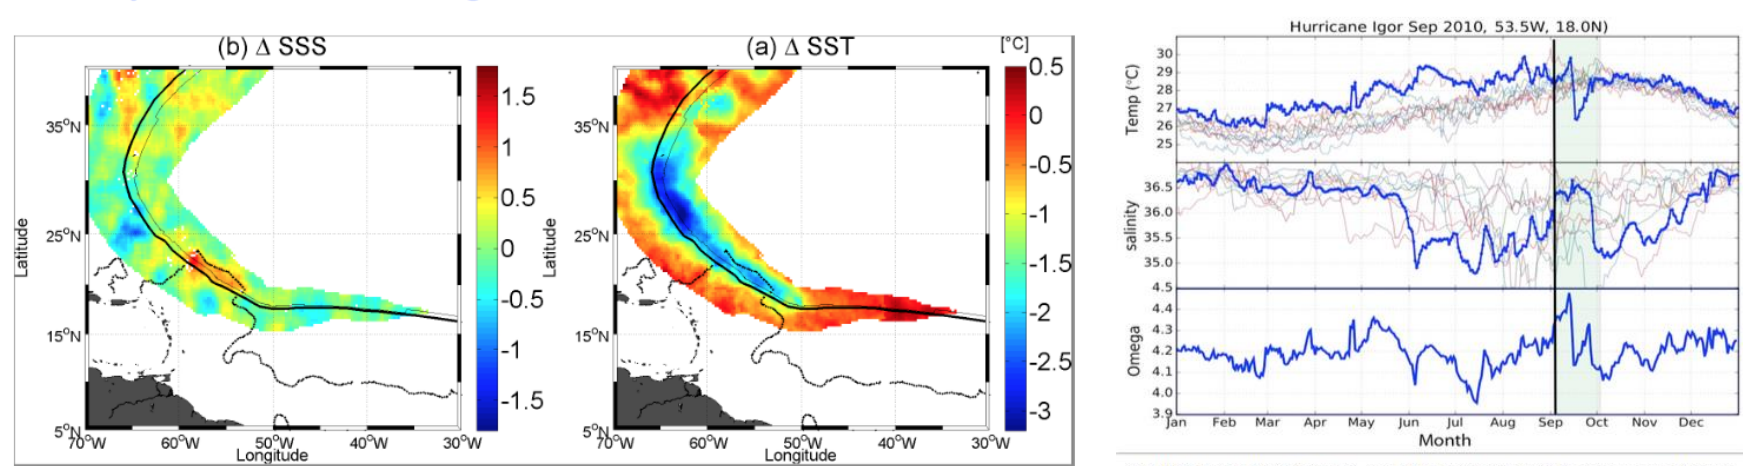 (b) Δ SSS
35°N
25°N
15°N
5°N
70°W
60°W
50°W
40°W
30°W
Latitude
Longitude
1.5
1
0.5
0
-0.5
-1
-1.5
(a) Δ SST
[°C]
35°N
25°N
15°N
5°N
70°W
60°W
50°W
40°W
30°W
Latitude
Longitude
0.5
0
-0.5
-1
-1.5
-2
-2.5
-3
Hurricane Igor Sep 2010, 53.5W, 18.0N)
Temp (°C)
30
29
28
27
26
25
salinity
36.5
36.0
35.5
35.0
4.5
Omega
4.4
4.3
4.2
4.1
4.0
3.9
Jan Feb Mar Apr May Jun Jul Aug Sep Oct Nov Dec
Month